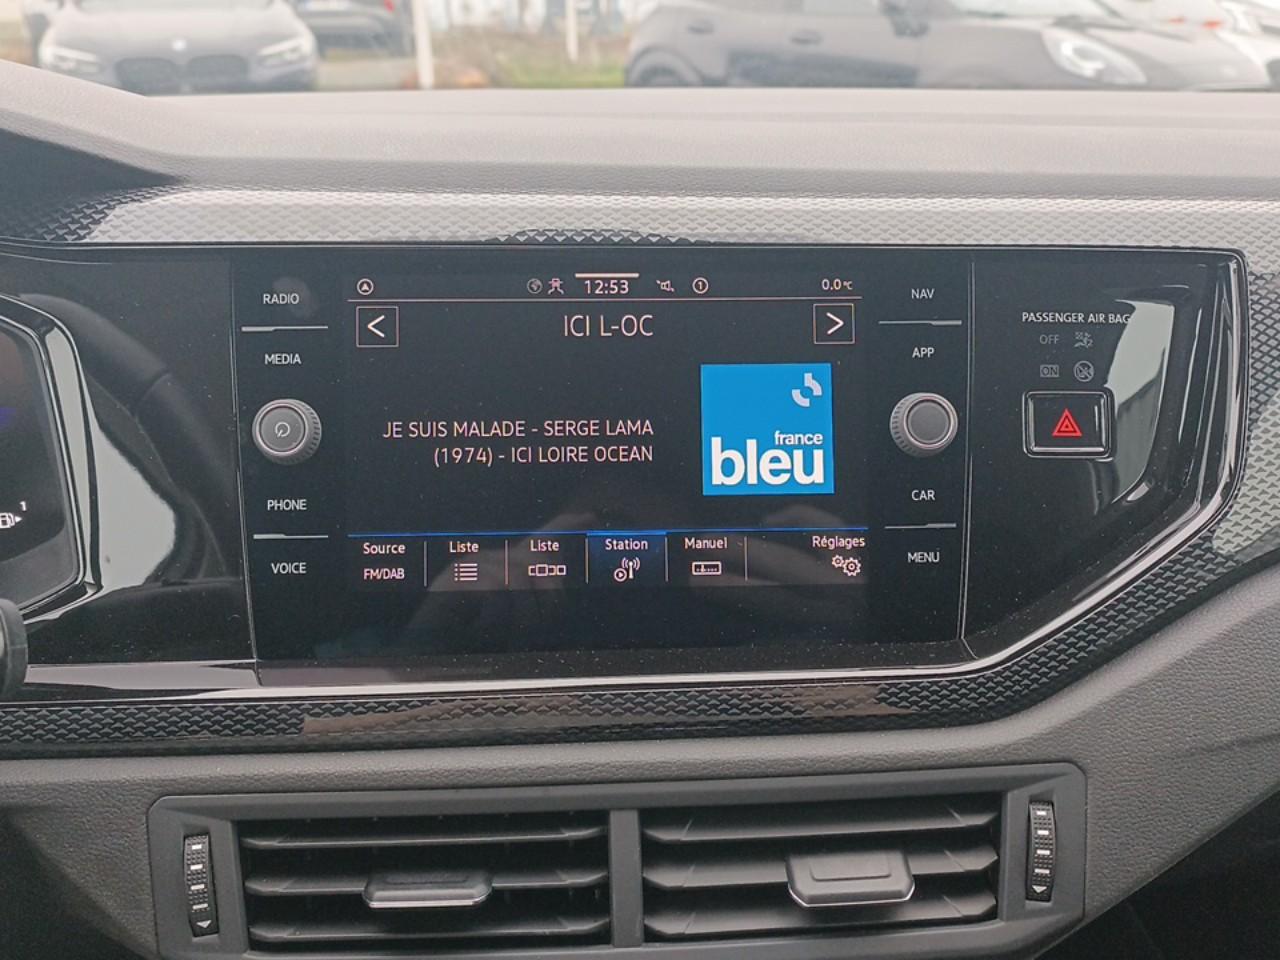 RADIO
MEDIA
PHONE
VOICE
12:53
1
0.0°C
<
ICI L-OC
>
JE SUIS MALADE - SERGE LAMA
(1974) - ICI LOIRE OCEAN
france
bleu
Source
FM/DAB
Liste
Liste
Station
Manuel
Réglages
NAV
APP
CAR
MENU
PASSENGER AIR BAG
OFF
ON
1